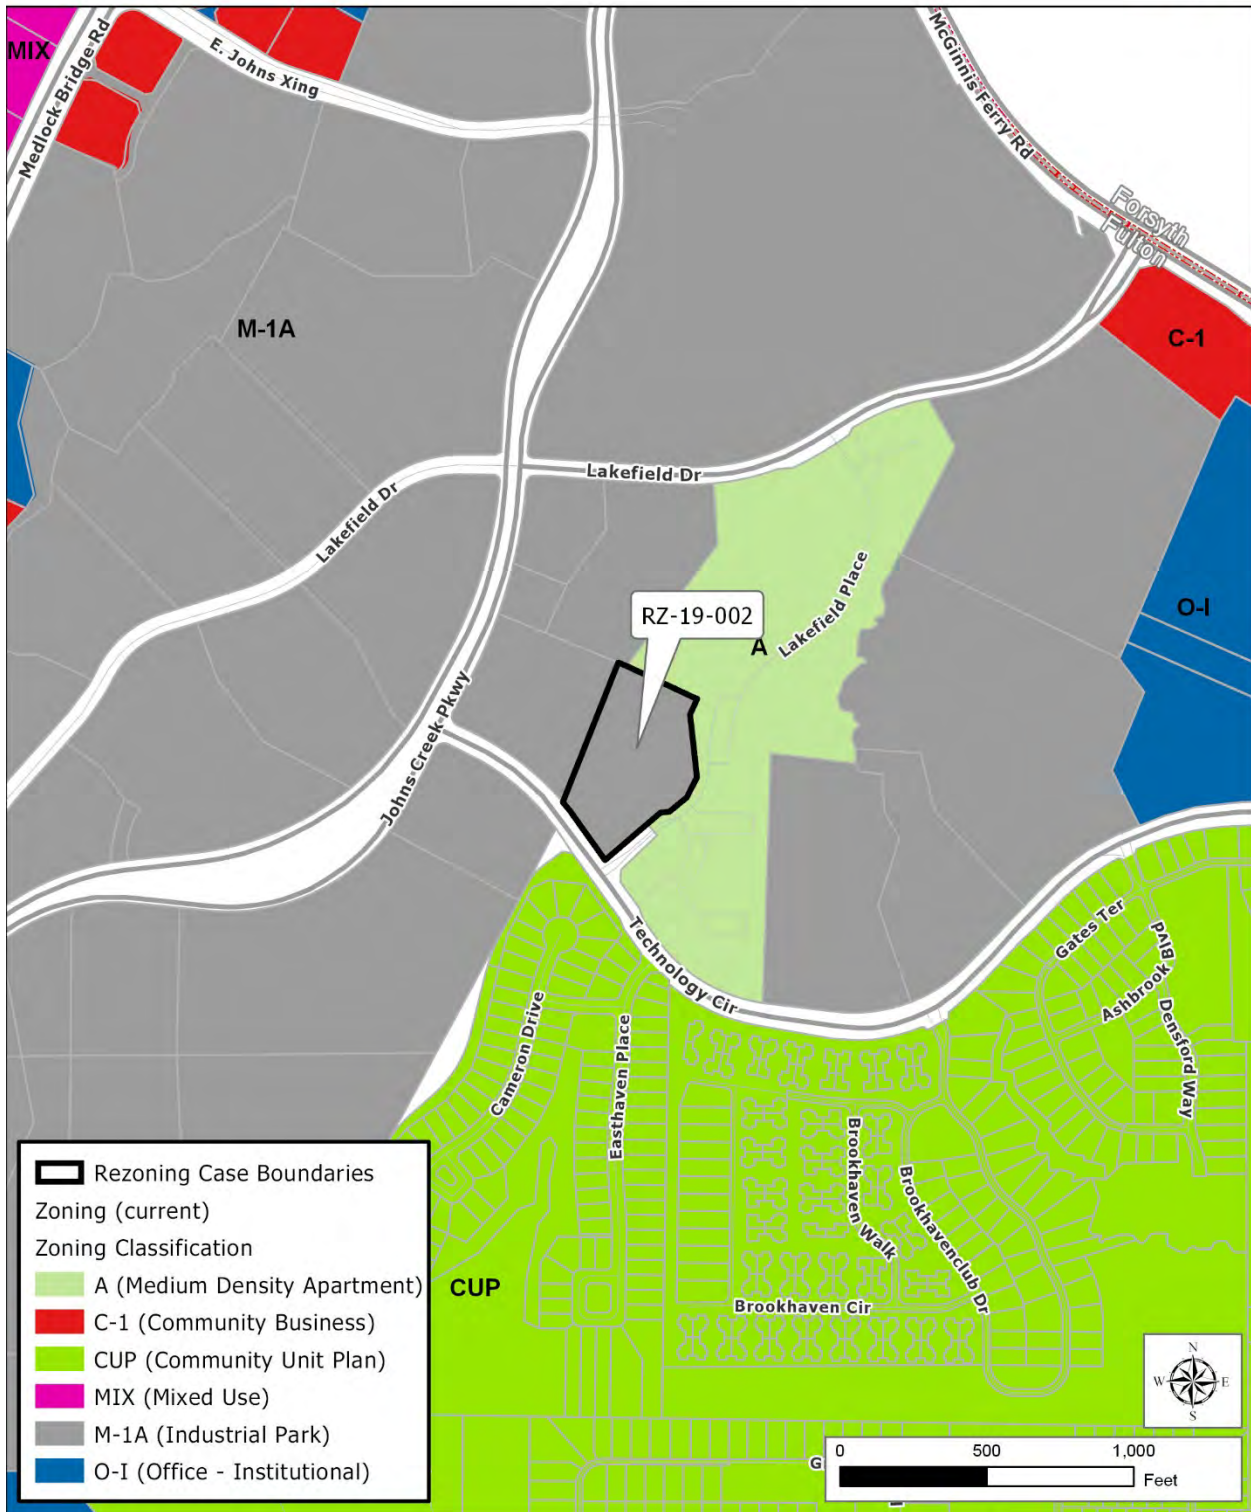 MIX
Medlock Bridge Rd
E. Johns Xing
McGinnis Ferry Rd
Forsyth
Fulton
M-1A
C-1
Lakefield Dr
Lakefield Dr
Lakefield Place
RZ-19-002
A
O-I
Johns Creek Pkwy
Technology Cir
Gates Ter
Ashbrook
Blvd
Densford Way
Cameron Drive
Easthaven Place
Brookhaven Walk
Brookhavenclub Dr
Brookhaven Cir
CUP
Rezoning Case Boundaries
Zoning (current)
Zoning Classification
A (Medium Density Apartment)
C-1 (Community Business)
CUP (Community Unit Plan)
MIX (Mixed Use)
M-1A (Industrial Park)
O-I (Office - Institutional)
N
W E
S
0 500 1,000
Feet